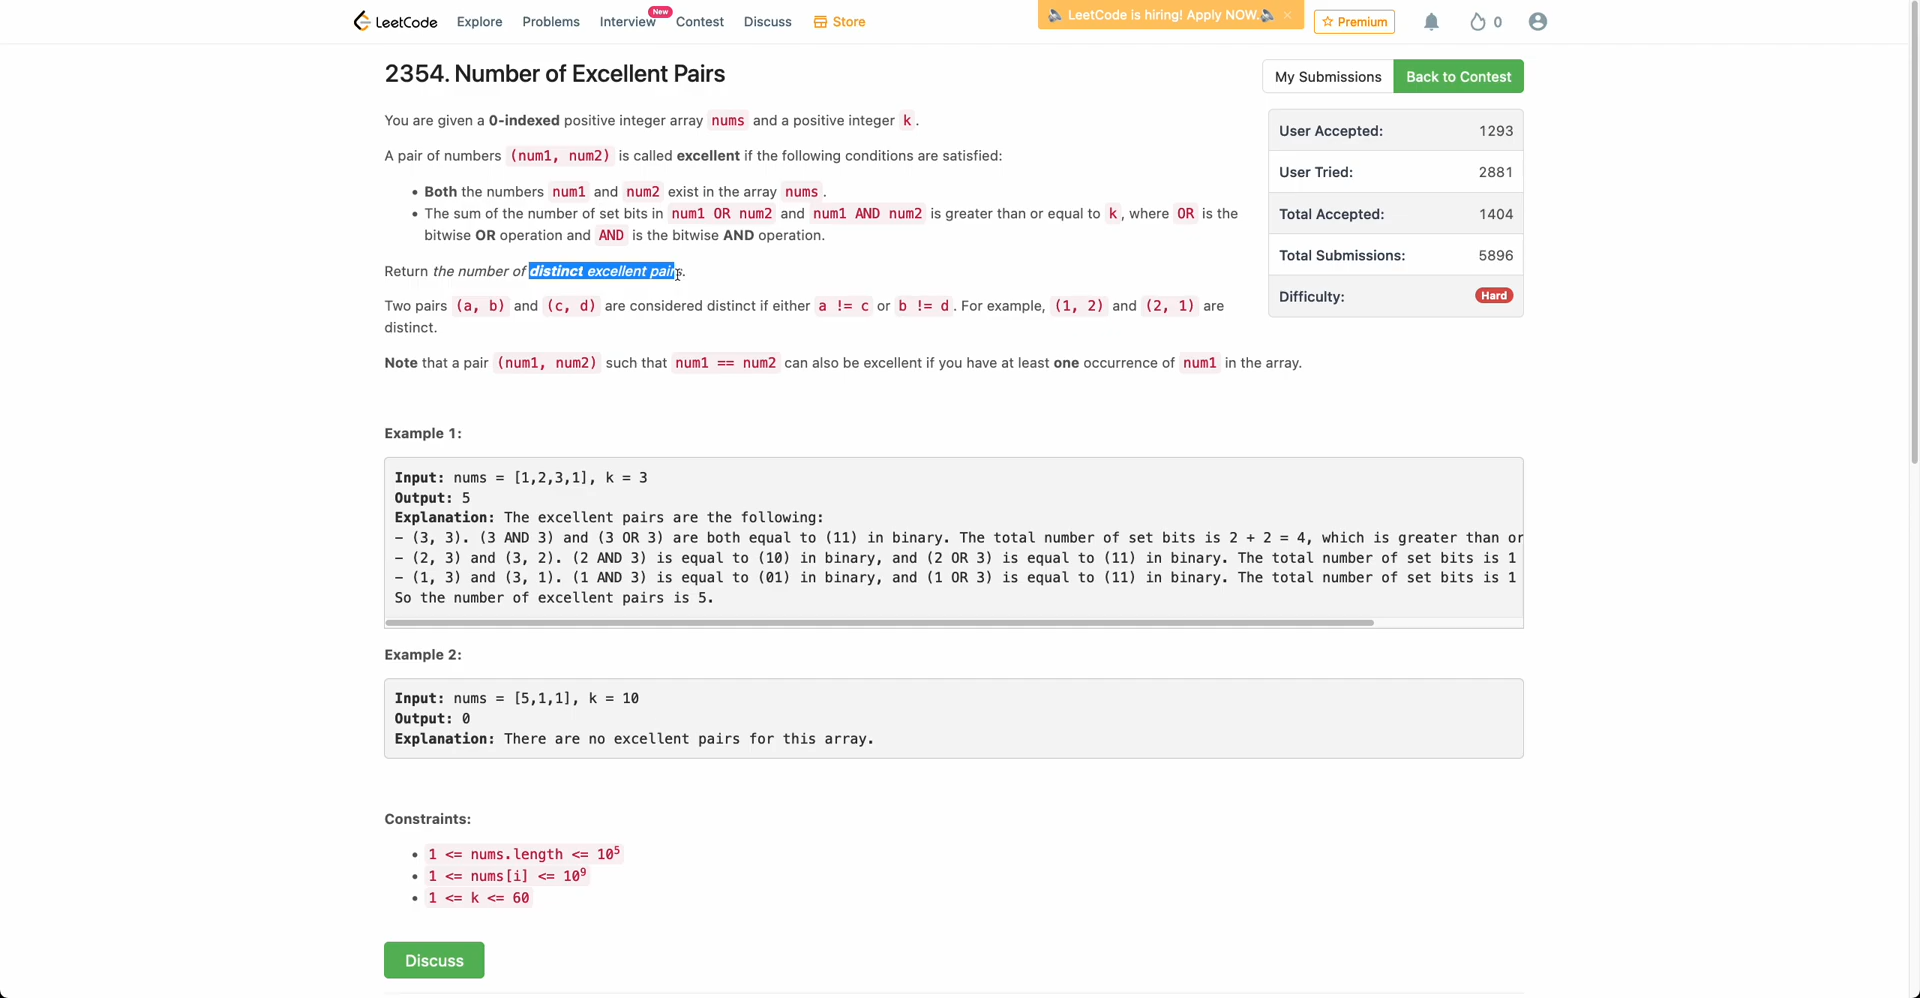 LeetCode Explore Problems Interview New Contest Discuss Store LeetCode is hiring! Apply NOW. × Premium 0
2354. Number of Excellent Pairs
My Submissions Back to Contest
You are given a 0-indexed positive integer array nums and a positive integer k.
A pair of numbers (num1, num2) is called excellent if the following conditions are satisfied:
• Both the numbers num1 and num2 exist in the array nums.
• The sum of the number of set bits in num1 OR num2 and num1 AND num2 is greater than or equal to k, where OR is the
bitwise OR operation and AND is the bitwise AND operation.
Return the number of distinct excellent pairs.
Two pairs (a, b) and (c, d) are considered distinct if either a != c or b != d. For example, (1, 2) and (2, 1) are
distinct.
Note that a pair (num1, num2) such that num1 == num2 can also be excellent if you have at least one occurrence of num1 in the array.
User Accepted: 1293
User Tried: 2881
Total Accepted: 1404
Total Submissions: 5896
Difficulty: Hard
Example 1:
Input: nums = [1,2,3,1], k = 3
Output: 5
Explanation: The excellent pairs are the following:
- (3, 3). (3 AND 3) and (3 OR 3) are both equal to (11) in binary. The total number of set bits is 2 + 2 = 4, which is greater than or
- (2, 3) and (3, 2). (2 AND 3) is equal to (10) in binary, and (2 OR 3) is equal to (11) in binary. The total number of set bits is 1
- (1, 3) and (3, 1). (1 AND 3) is equal to (01) in binary, and (1 OR 3) is equal to (11) in binary. The total number of set bits is 1
So the number of excellent pairs is 5.
Example 2:
Input: nums = [5,1,1], k = 10
Output: 0
Explanation: There are no excellent pairs for this array.
Constraints:
• 1 <= nums.length <= 10⁵
• 1 <= nums[i] <= 10⁹
• 1 <= k <= 60
Discuss